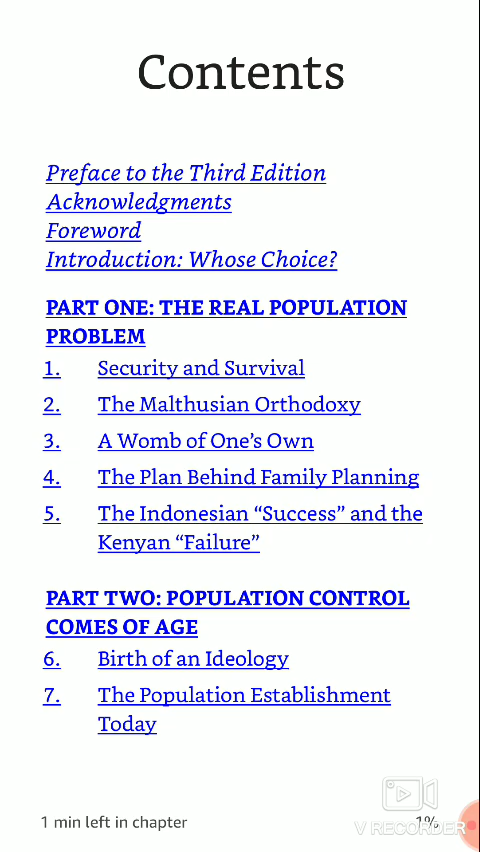 Contents
Preface to the Third Edition
Acknowledgments
Foreword
Introduction: Whose Choice?
PART ONE: THE REAL POPULATION
PROBLEM
1. Security and Survival
2. The Malthusian Orthodoxy
3. A Womb of One’s Own
4. The Plan Behind Family Planning
5. The Indonesian “Success” and the
Kenyan “Failure”
PART TWO: POPULATION CONTROL
COMES OF AGE
6. Birth of an Ideology
7. The Population Establishment
Today
1 min left in chapter 1%
V RECORDER